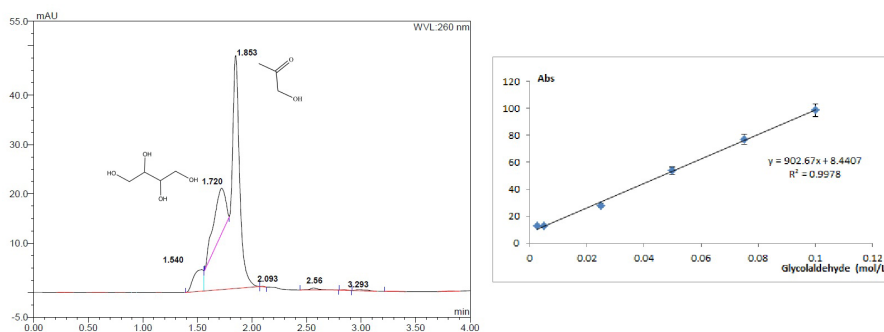 mAU
55.0
WVL:260 nm
1.853
O
OH
40.0
OH
HO
OH
OH
1.720
20.0
10.0
1.540
2.093
2.56
3.293
min
-5.0
0.00 0.50 1.00 1.50 2.00 2.50 3.00 3.50 4.00
Abs
120
100
80
60
40
20
0
y = 902.67x + 8.4407
R² = 0.9978
0 0.02 0.04 0.06 0.08 0.1 0.12
Glycolaldehyde (mol/L